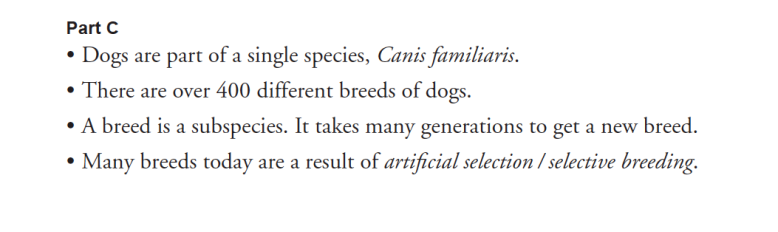 Part C
• Dogs are part of a single species, Canis familiaris.
• There are over 400 different breeds of dogs.
• A breed is a subspecies. It takes many generations to get a new breed.
• Many breeds today are a result of artificial selection / selective breeding.